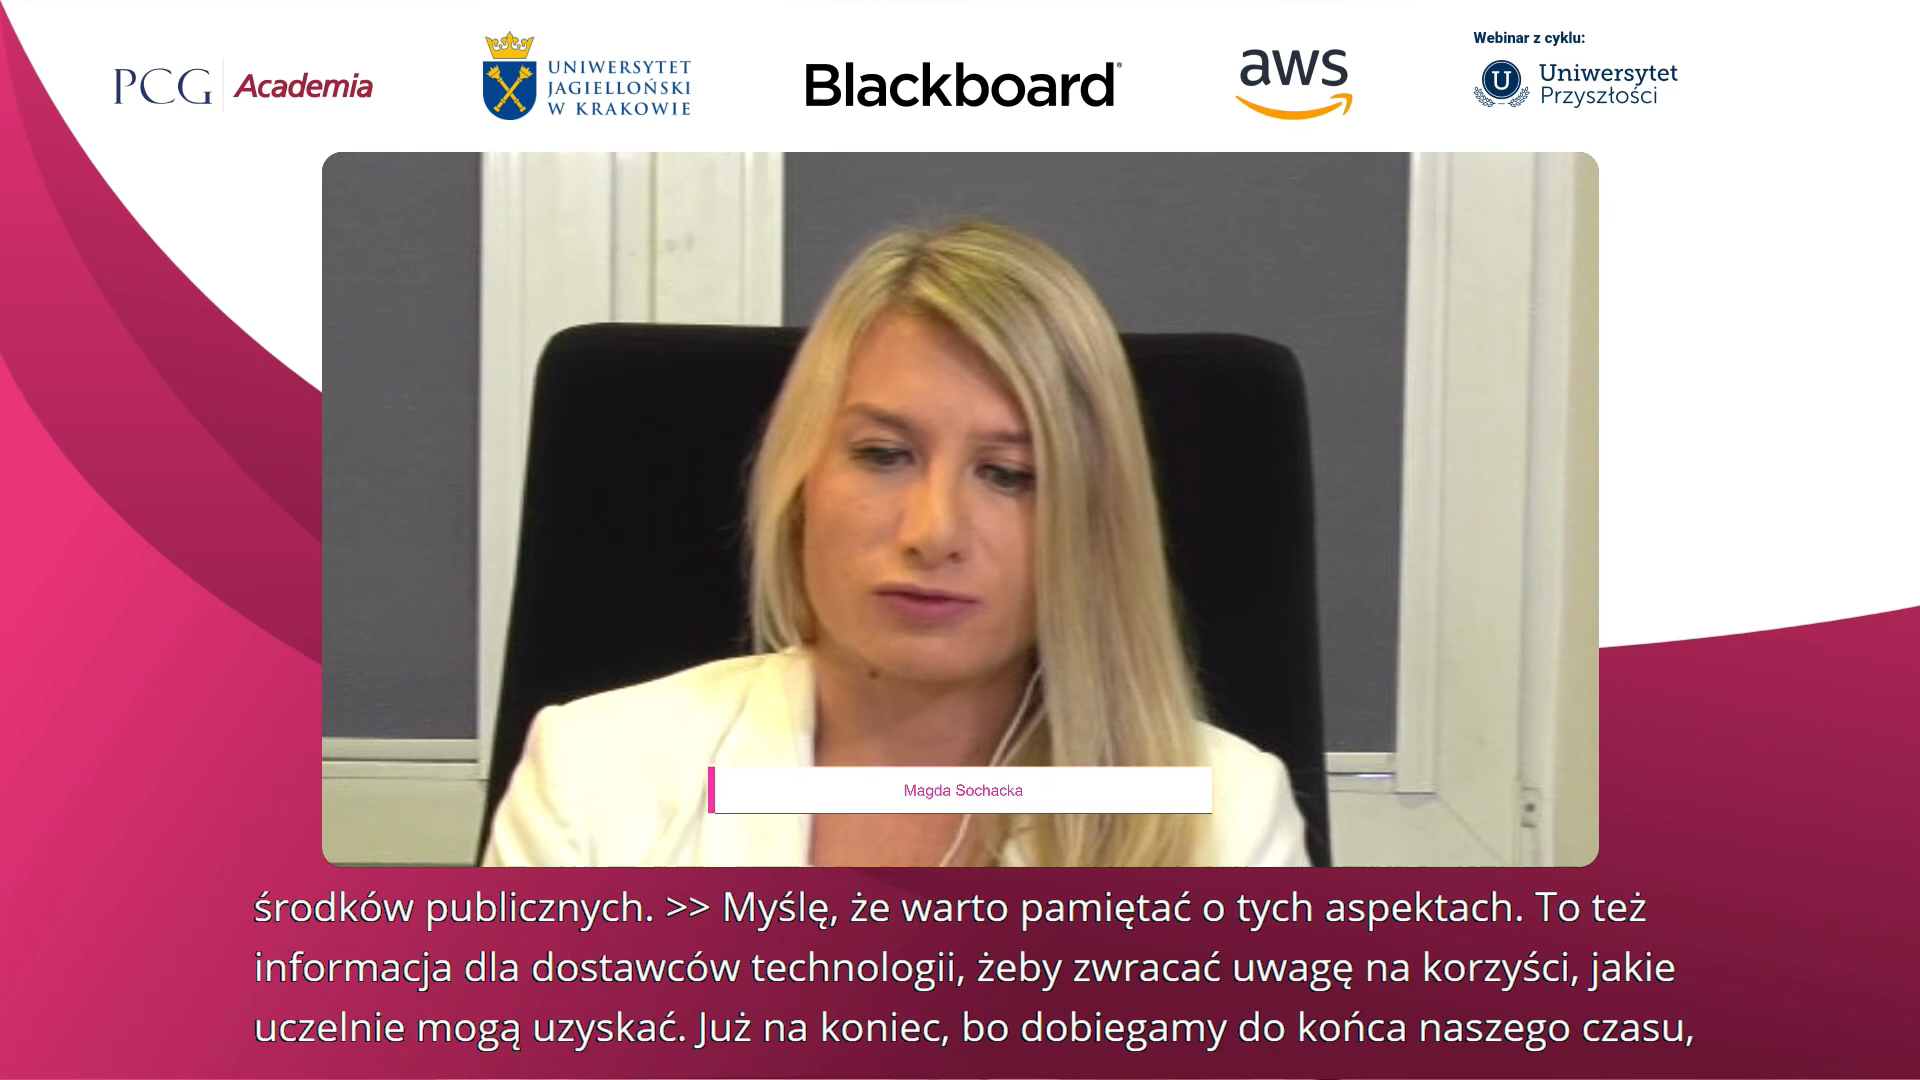 PCG Academia
UNIWERSYTET
JAGIELLOŃSKI
W KRAKOWIE
Blackboard®
aws
Webinar z cyklu:
U Uniwersytet
Przyszłości
Magda Sochacka
środków publicznych. >> Myślę, że warto pamiętać o tych aspektach. To też
informacja dla dostawców technologii, żeby zwracać uwagę na korzyści, jakie
uczelnie mogą uzyskać. Już na koniec, bo dobiegamy do końca naszego czasu,